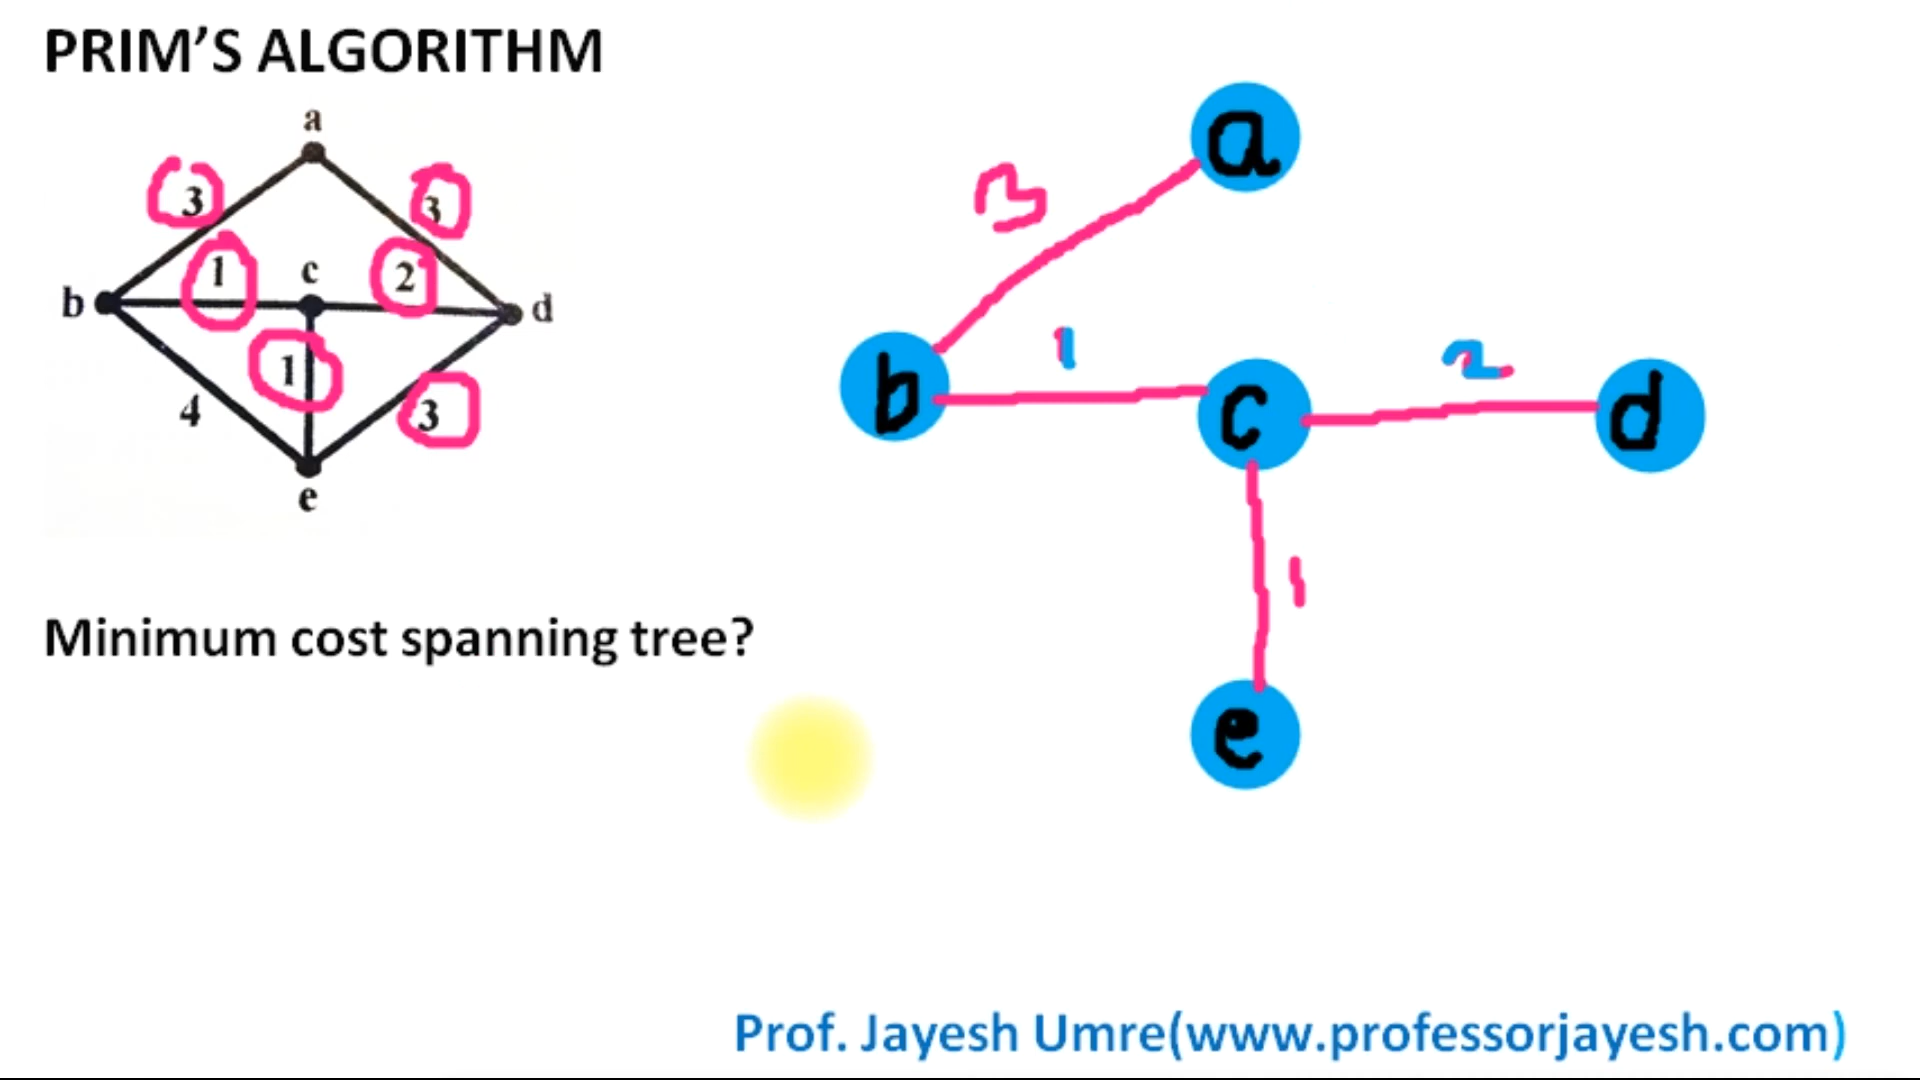 PRIM'S ALGORITHM
a
3
3
1
c
2
b
d
1
4
3
e
a
3
b
1
c
2
d
1
e
Minimum cost spanning tree?
Prof. Jayesh Umre(www.professorjayesh.com)